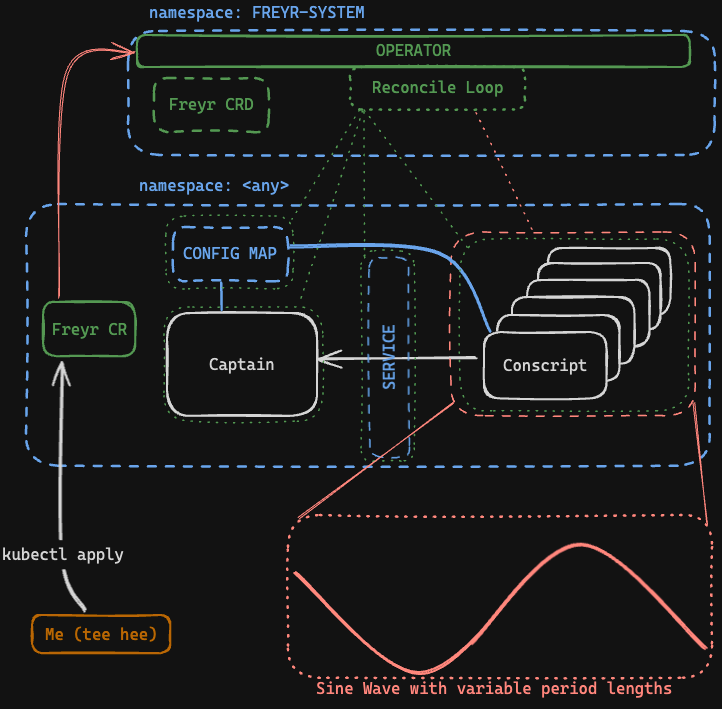 namespace: FREYR-SYSTEM
OPERATOR
Reconcile Loop
Freyr CRD
namespace: <any>
CONFIG MAP
Freyr CR
Captain
SERVICE
Conscript
kubectl apply
Me (tee hee)
Sine Wave with variable period lengths